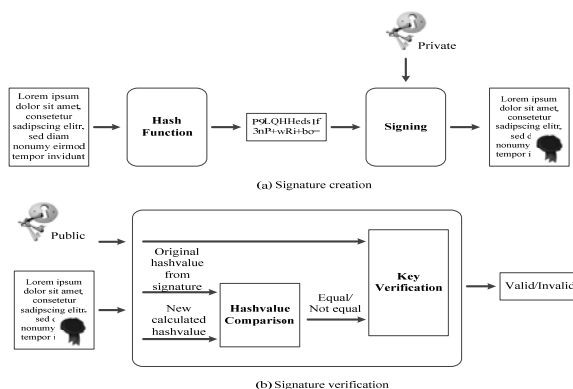 Private
Lorem ipsum
dolor sit amet,
consetetur
sadipscing elitr,
sed diam
nonumy eirmod
tempor invidunt
Hash
Function
P9LQHHeds1f
3nP+wRi+bo=
Signing
Lorem ipsum
dolor sit amet,
consetetur
sadipscing elitr,
sed d
nonumy
tempor i
(a) Signature creation
Public
Lorem ipsum
dolor sit amet,
consetetur
sadipscing elitr,
sed d
nonumy
tempor i
Original
hashvalue
from
signature
New
calculated
hashvalue
Hashvalue
Comparison
Equal/
Not equal
Key
Verification
Valid/Invalid
(b) Signature verification